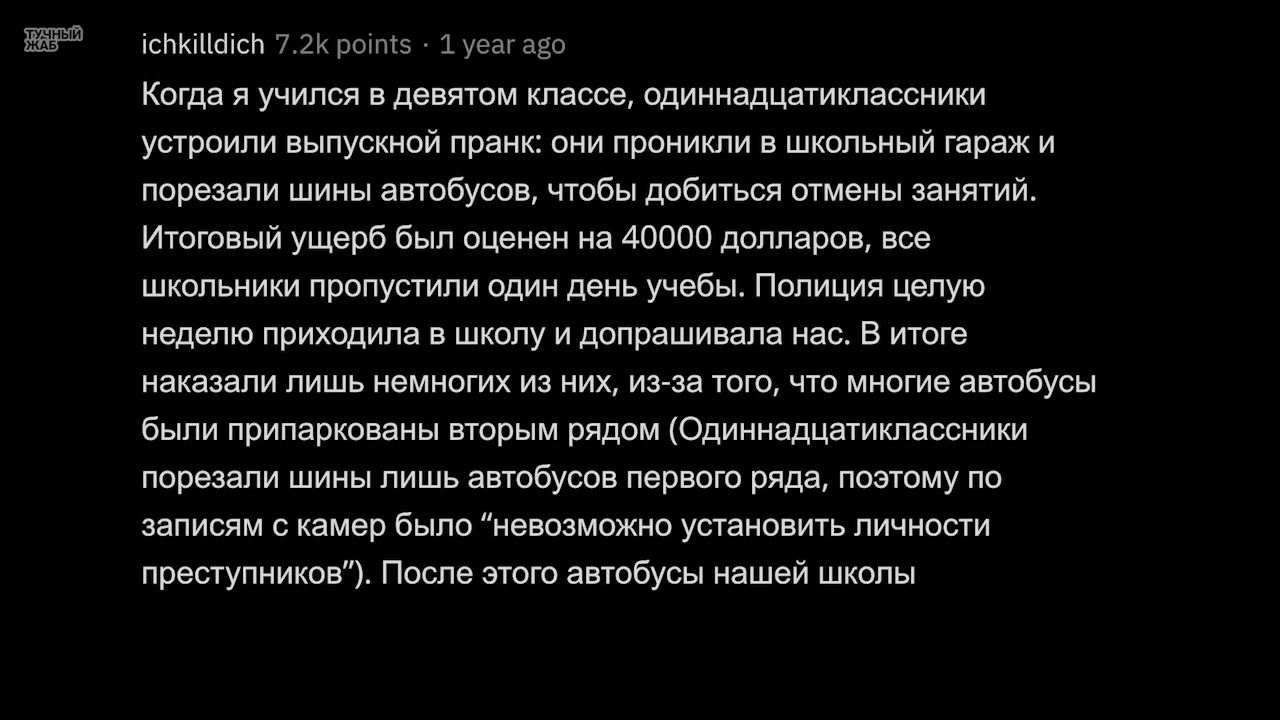 ТУЧНЫЙ
ЖАБ
ichkilldich 7.2k points · 1 year ago
Когда я учился в девятом классе, одиннадцатиклассники
устроили выпускной пранк: они проникли в школьный гараж и
порезали шины автобусов, чтобы добиться отмены занятий.
Итоговый ущерб был оценен на 40000 долларов, все
школьники пропустили один день учебы. Полиция целую
неделю приходила в школу и допрашивала нас. В итоге
наказали лишь немногих из них, из-за того, что многие автобусы
были припаркованы вторым рядом (Одиннадцатиклассники
порезали шины лишь автобусов первого ряда, поэтому по
записям с камер было “невозможно установить личности
преступников”). После этого автобусы нашей школы